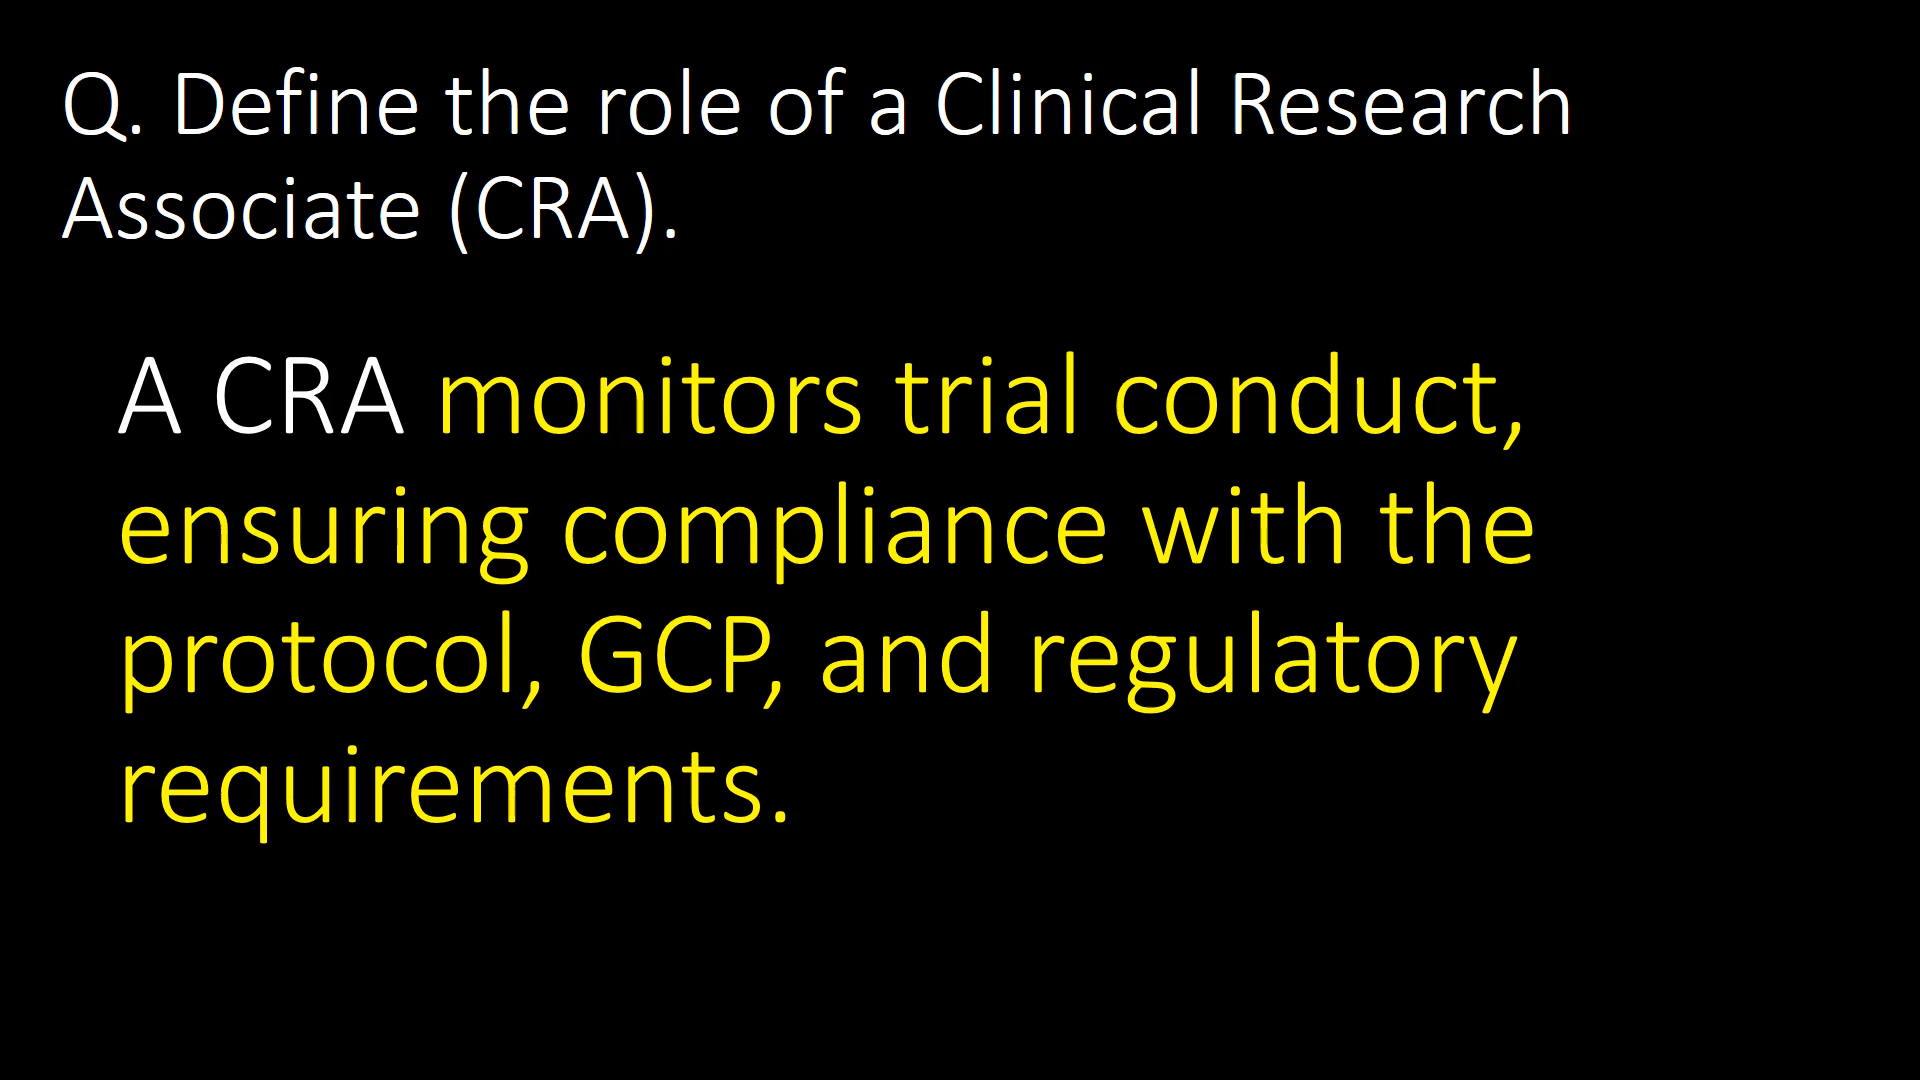 Q. Define the role of a Clinical Research
Associate (CRA).
A CRA monitors trial conduct,
ensuring compliance with the
protocol, GCP, and regulatory
requirements.